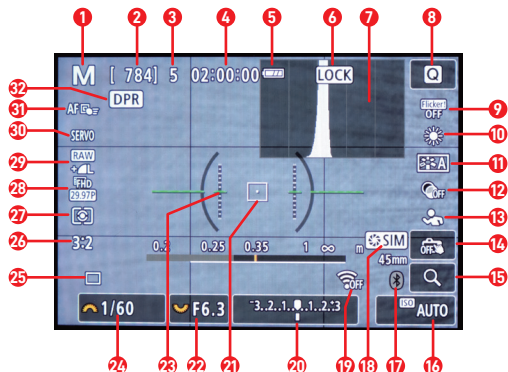 1 2 3 4 5 6 7 8
M [ 784] 5 02:00:00 LOCK Q
32 DPR
31 AF
Flicker! OFF 9
30 SERVO
10
29 RAW
+L
A 11
28 FHD
29.97P
OFF 12
27
13
26 3:2
0.2 0.25 0.35 1 ∞ m
SIM
OFF 14
45mm
25
OFF
15
1/60 F6.3 -3..2..1..0..1..2..:3 ISO AUTO
24 23 22 21 20 19 18 17 16